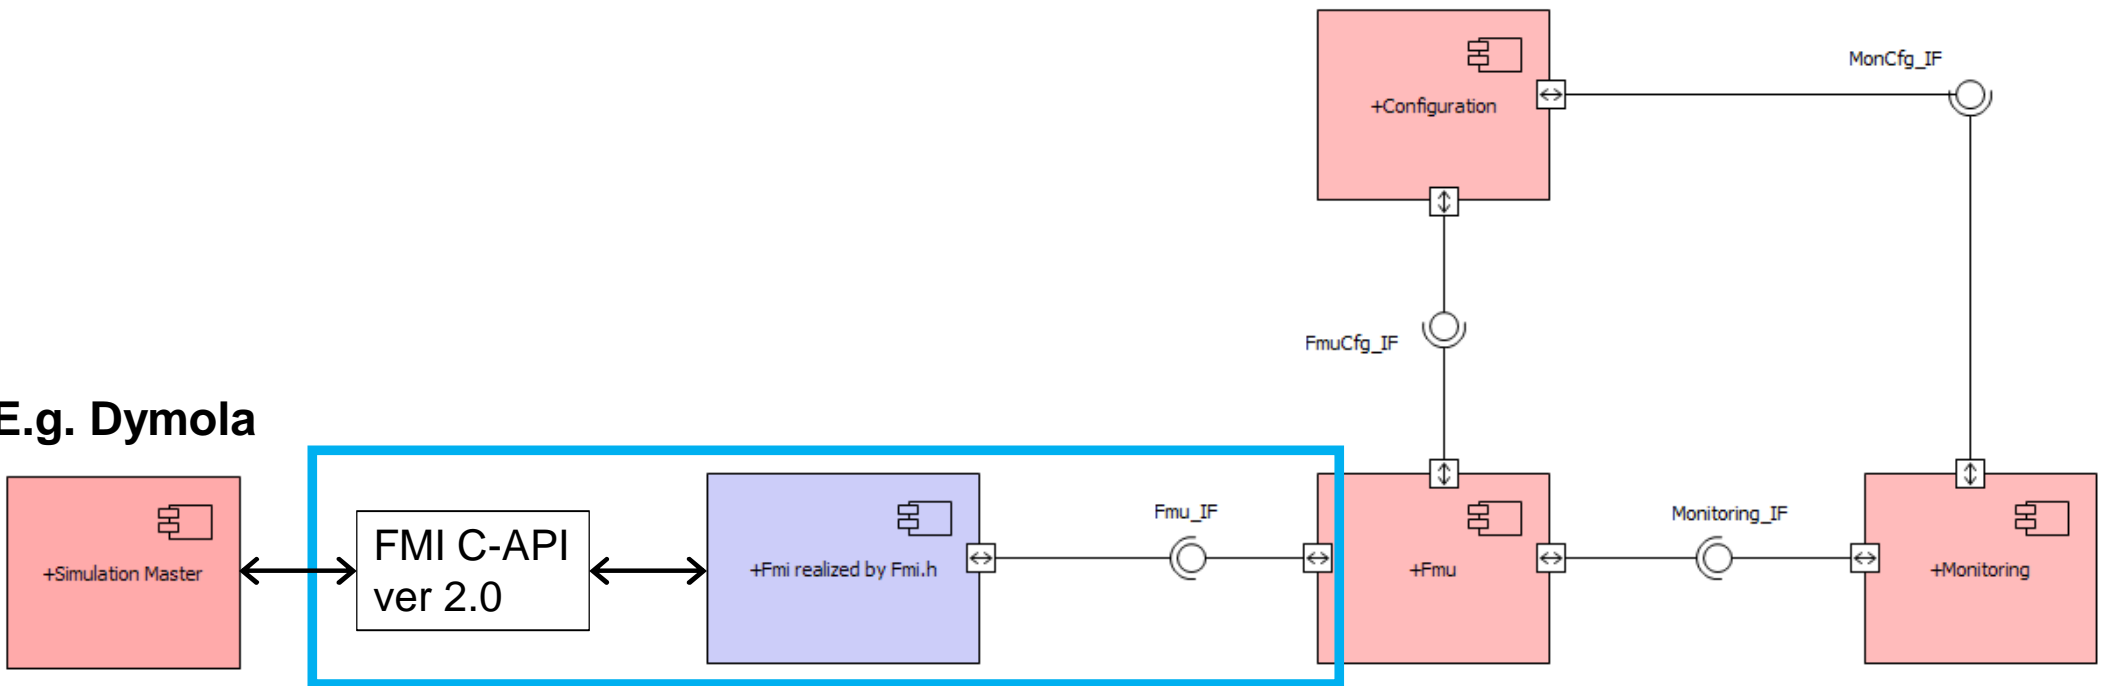 MonCfg_IF
+Configuration
FmuCfg_IF
E.g. Dymola
+Simulation Master
FMI C-API
ver 2.0
+Fmi realized by Fmi.h
Fmu_IF
+Fmu
Monitoring_IF
+Monitoring